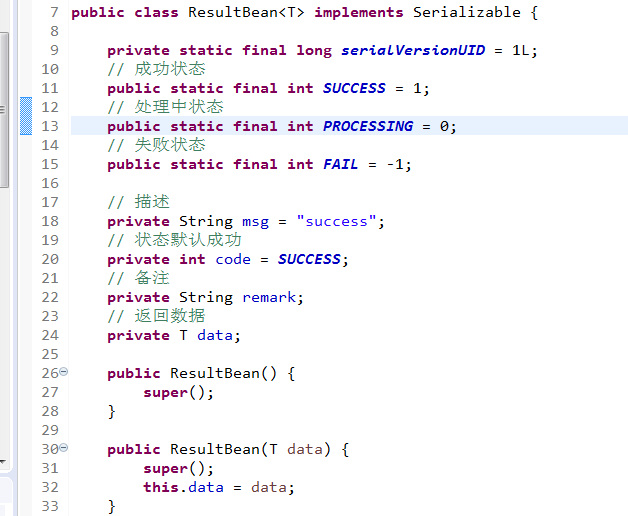 7 public class ResultBean<T> implements Serializable {
8
9 private static final long serialVersionUID = 1L;
10 // 成功状态
11 public static final int SUCCESS = 1;
12 // 处理中状态
13 public static final int PROCESSING = 0;
14 // 失败状态
15 public static final int FAIL = -1;
16
17 // 描述
18 private String msg = "success";
19 // 状态默认成功
20 private int code = SUCCESS;
21 // 备注
22 private String remark;
23 // 返回数据
24 private T data;
25
26 public ResultBean() {
27 super();
28 }
29
30 public ResultBean(T data) {
31 super();
32 this.data = data;
33 }